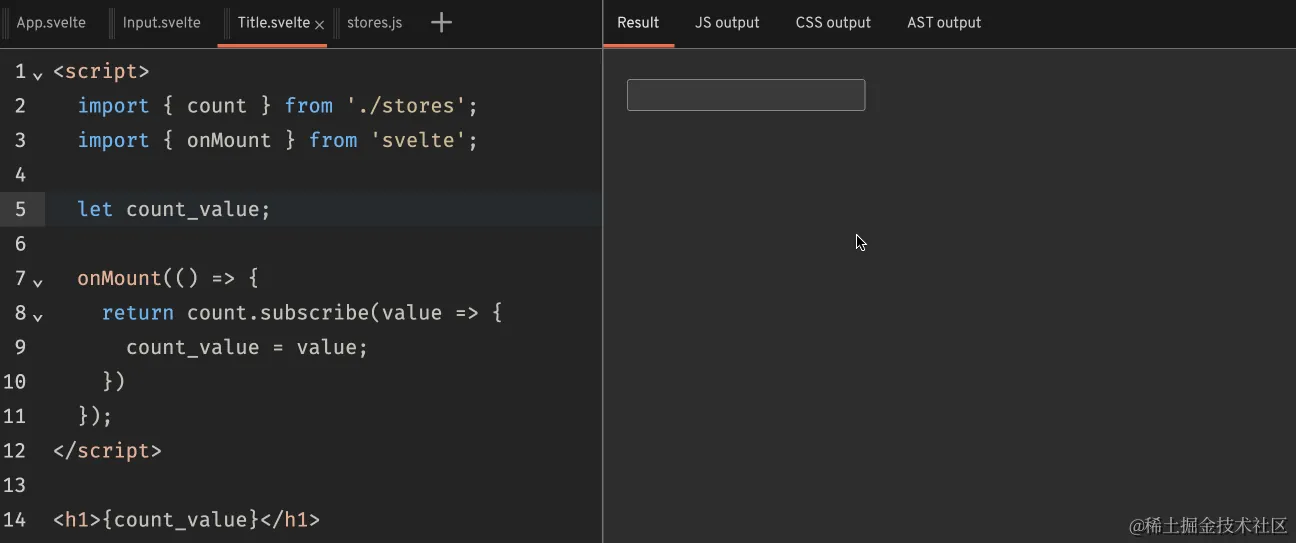 App.svelte Input.svelte Title.svelte × stores.js +
Result JS output CSS output AST output
1 <script>
2 import { count } from './stores';
3 import { onMount } from 'svelte';
4
5 let count_value;
6
7 onMount(() => {
8 return count.subscribe(value => {
9 count_value = value;
10 })
11 });
12 </script>
13
14 <h1>{count_value}</h1>
@稀土掘金技术社区